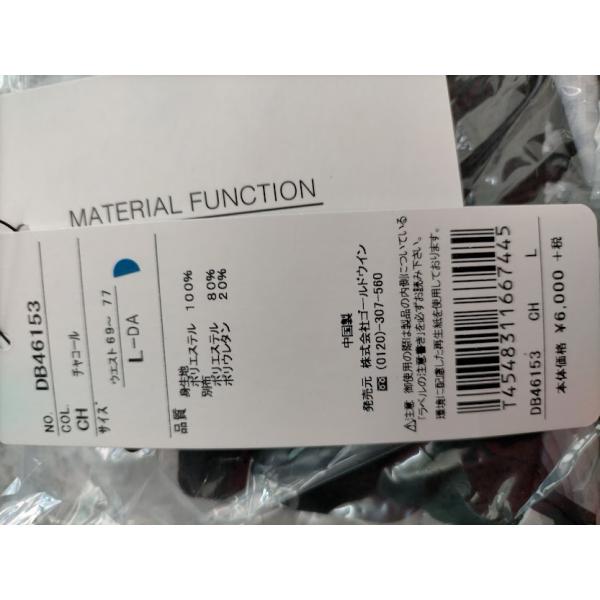 MATERIAL FUNCTION
NO. DB46153
COL. チャコール
CH
サイズ ウエスト69～77
L-DA
品質
身生地
ポリエステル 100%
別布
ポリエステル 80%
ポリウレタン 20%
中国製
発売元 株式会社ゴールドウイン
(0120)-307-560
⚠注意 御使用の際は製品の内側についている
「ラベルの注意書き」を必ずお読み下さい。
環境に配慮した再生紙を使用しております。
T4548311667445
DB46153 CH L
本体価格 ¥6,000 +税